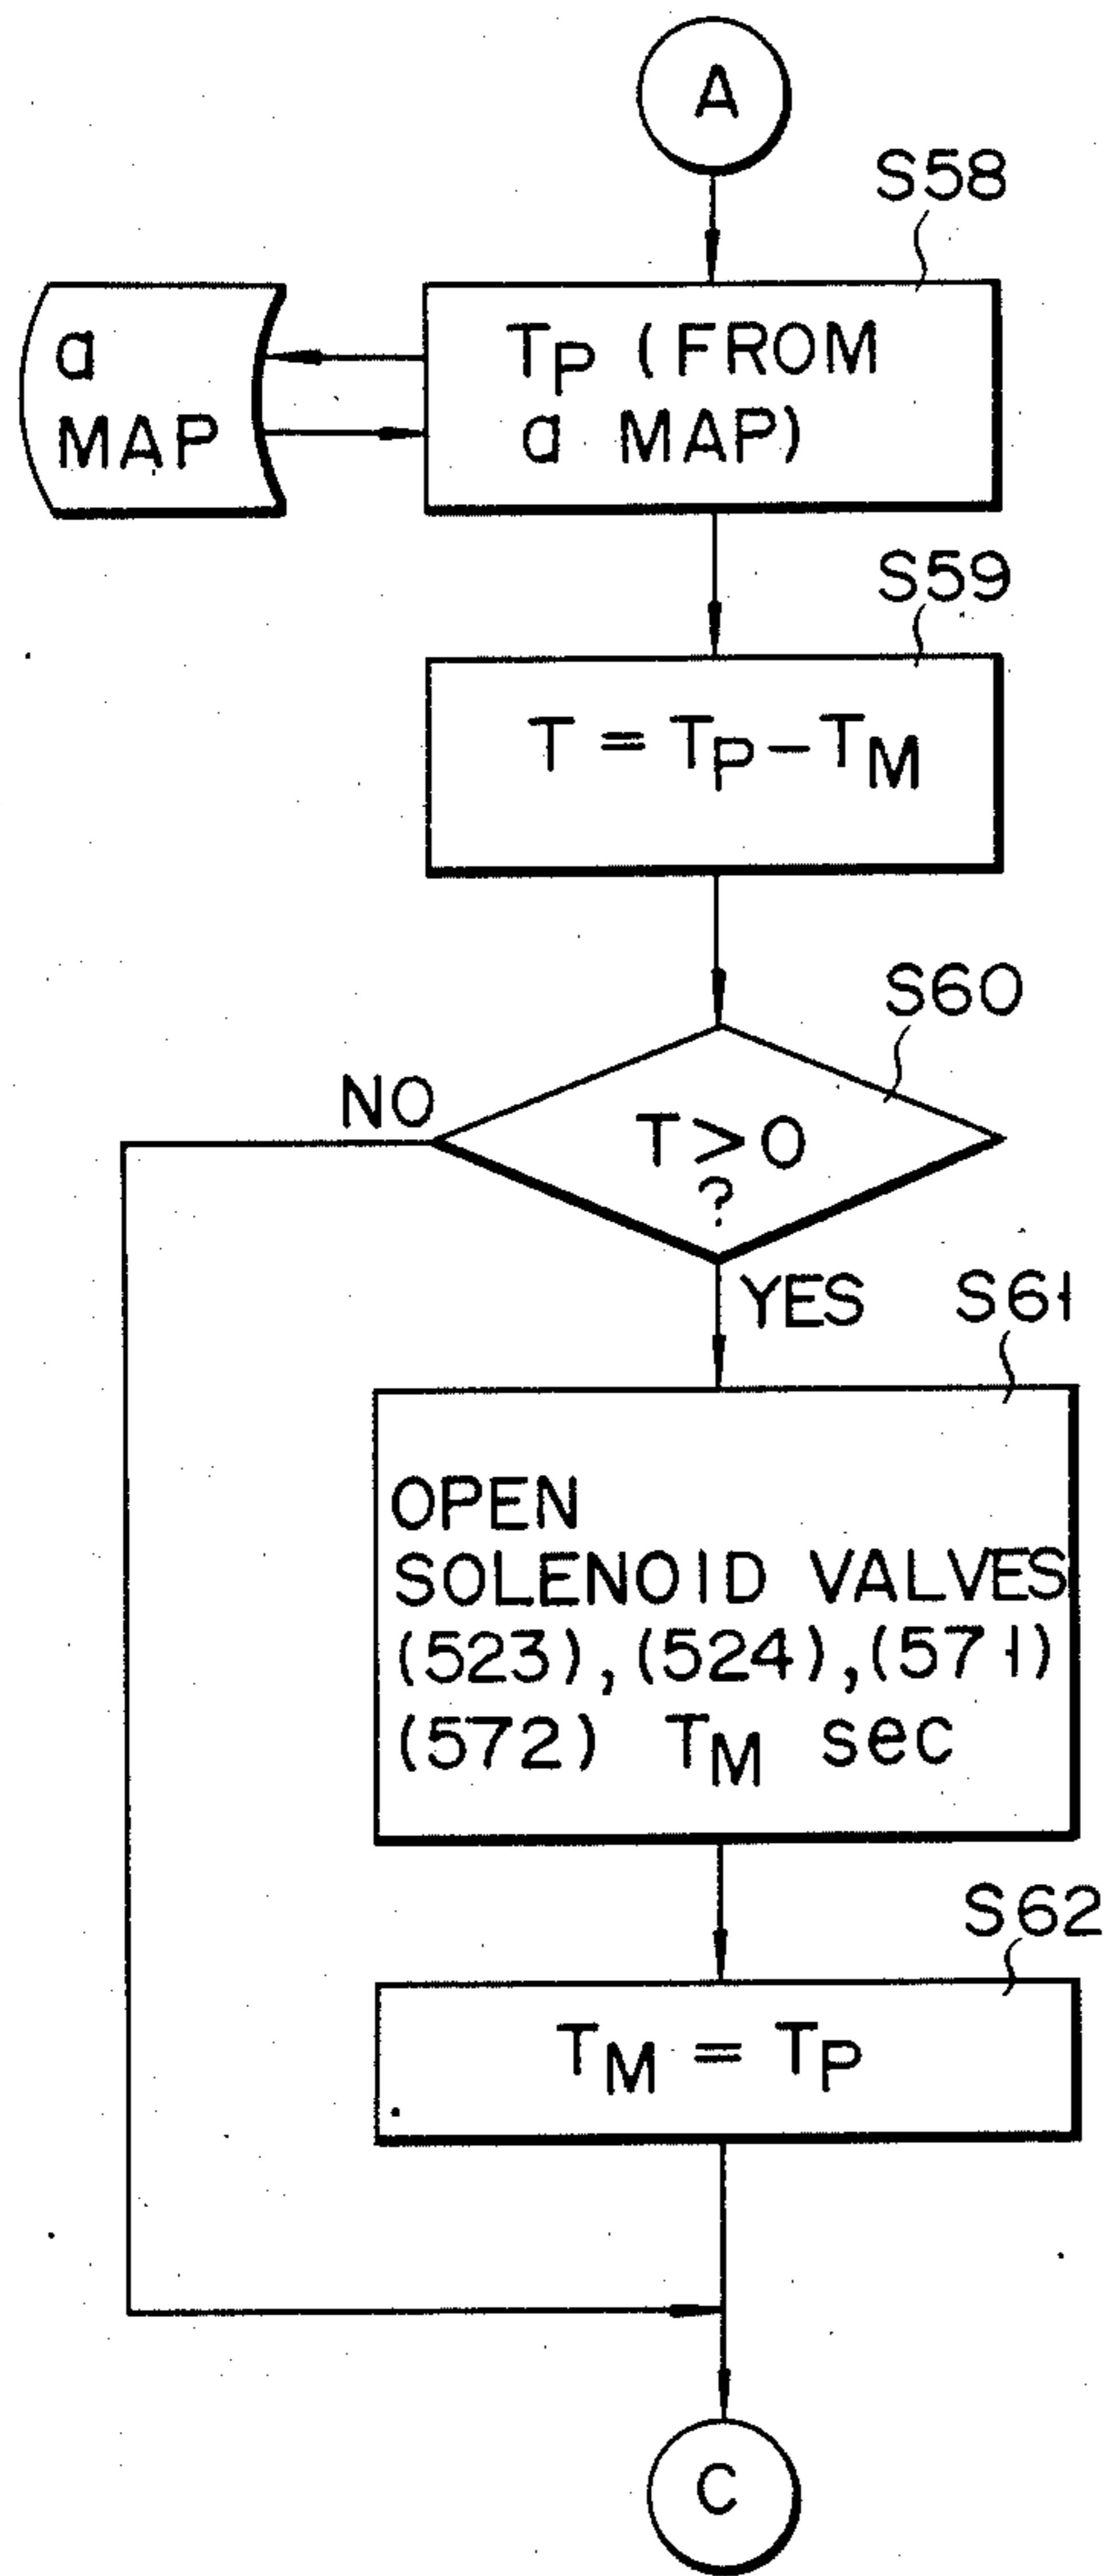 A
S58
a
MAP
TP (FROM
a MAP)
S59
T = TP - TM
S60
NO
T > 0
?
YES
S61
OPEN
SOLENOID VALVES
(523), (524), (571)
(572) TM sec
S62
TM = TP
C